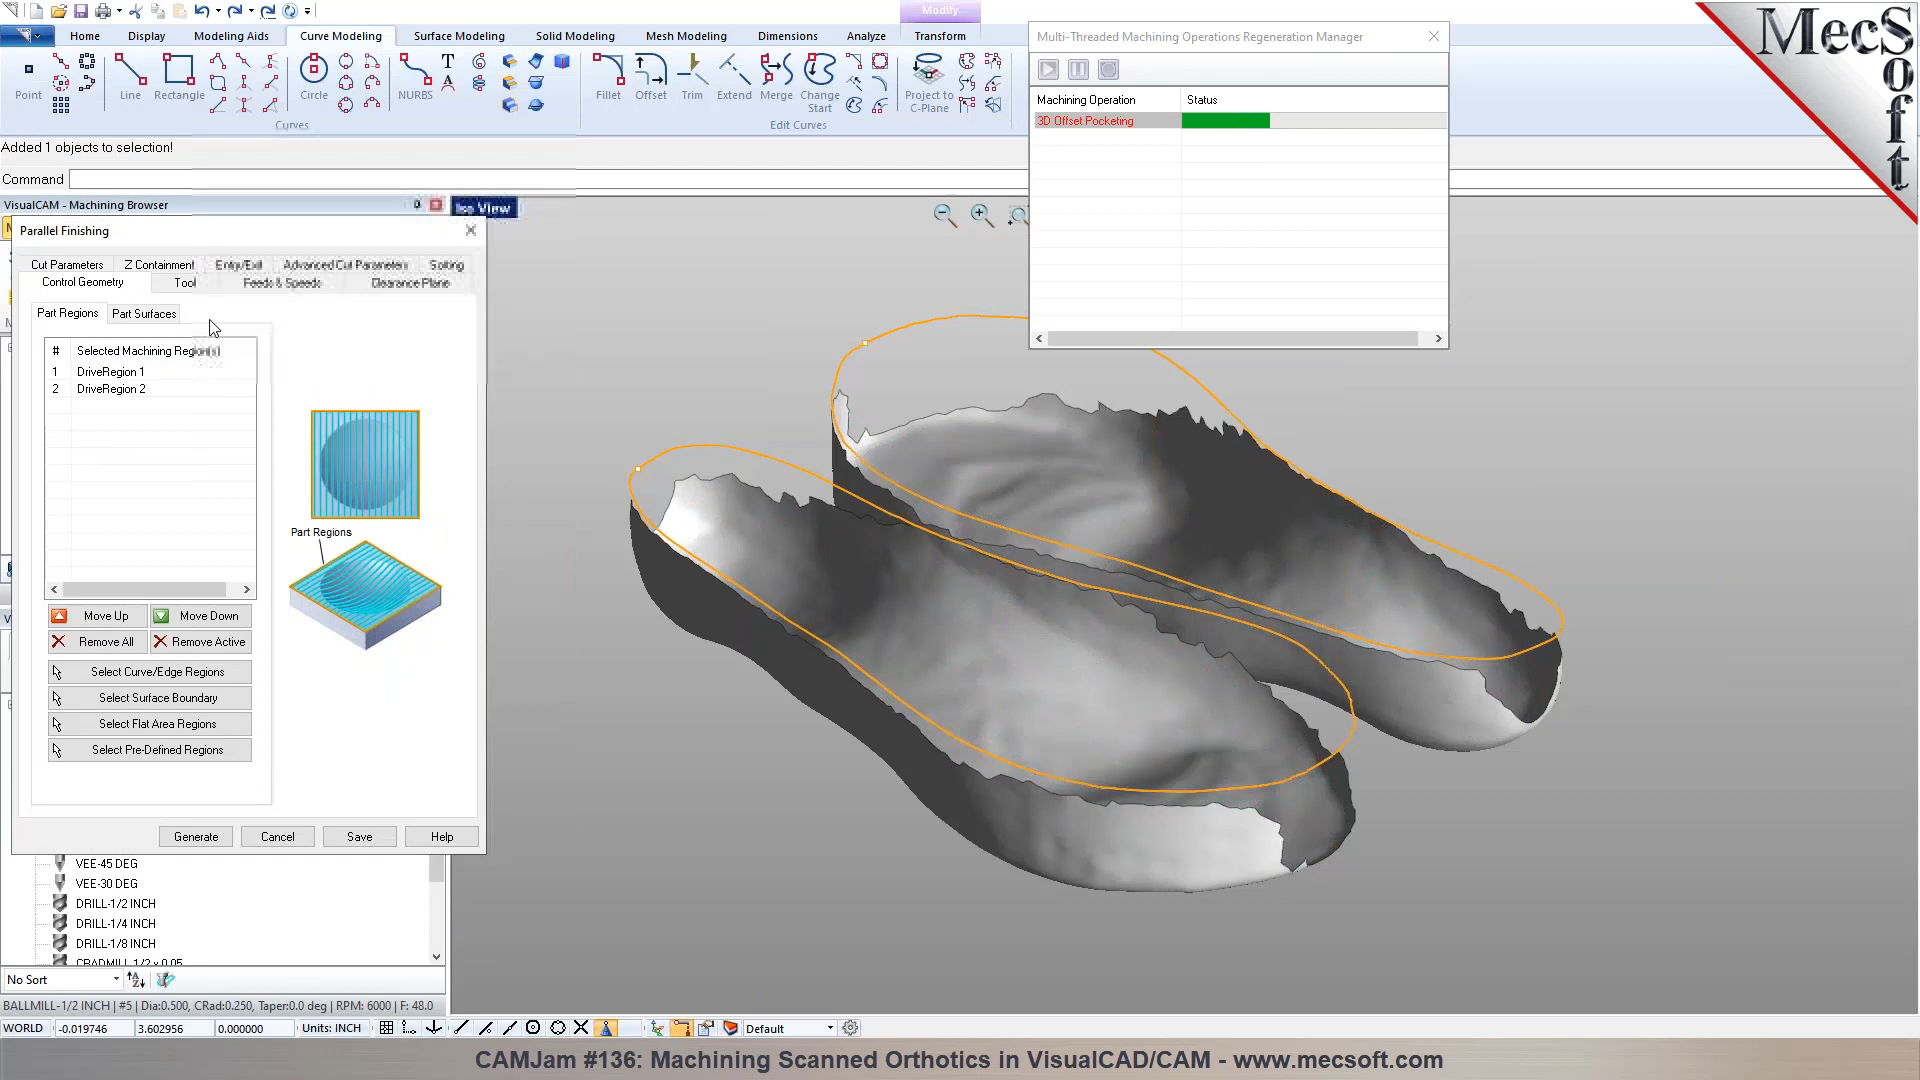 Modify
Home
Display
Modeling Aids
Curve Modeling
Surface Modeling
Solid Modeling
Mesh Modeling
Dimensions
Analyze
Transform
Point
Line
Rectangle
Circle
NURBS
Fillet
Offset
Trim
Extend
Merge
Change
Start
Project to
C-Plane
Curves
Edit Curves
Added 1 objects to selection!
Command
VisualCAM - Machining Browser
Iso View
Parallel Finishing
Cut Parameters
Z Containment
Entry/Exit
Advanced Cut Parameters
Sorting
Control Geometry
Tool
Feeds & Speeds
Clearance Plane
Part Regions
Part Surfaces
# Selected Machining Region(s)
1 DriveRegion 1
2 DriveRegion 2
Part Regions
Move Up
Move Down
Remove All
Remove Active
Select Curve/Edge Regions
Select Surface Boundary
Select Flat Area Regions
Select Pre-Defined Regions
Generate
Cancel
Save
Help
VEE-45 DEG
VEE-30 DEG
DRILL-1/2 INCH
DRILL-1/4 INCH
DRILL-1/8 INCH
CRADMILL-1/2 x 0.05
No Sort
BALLMILL-1/2 INCH | #5 | Dia:0.500, CRad:0.250, Taper:0.0 deg | RPM: 6000 | F: 48.0
WORLD
-0.019746
3.602956
0.000000
Units: INCH
Default
Multi-Threaded Machining Operations Regeneration Manager
Machining Operation
Status
3D Offset Pocketing
MecSoft
CAMJam #136: Machining Scanned Orthotics in VisualCAD/CAM - www.mecsoft.com